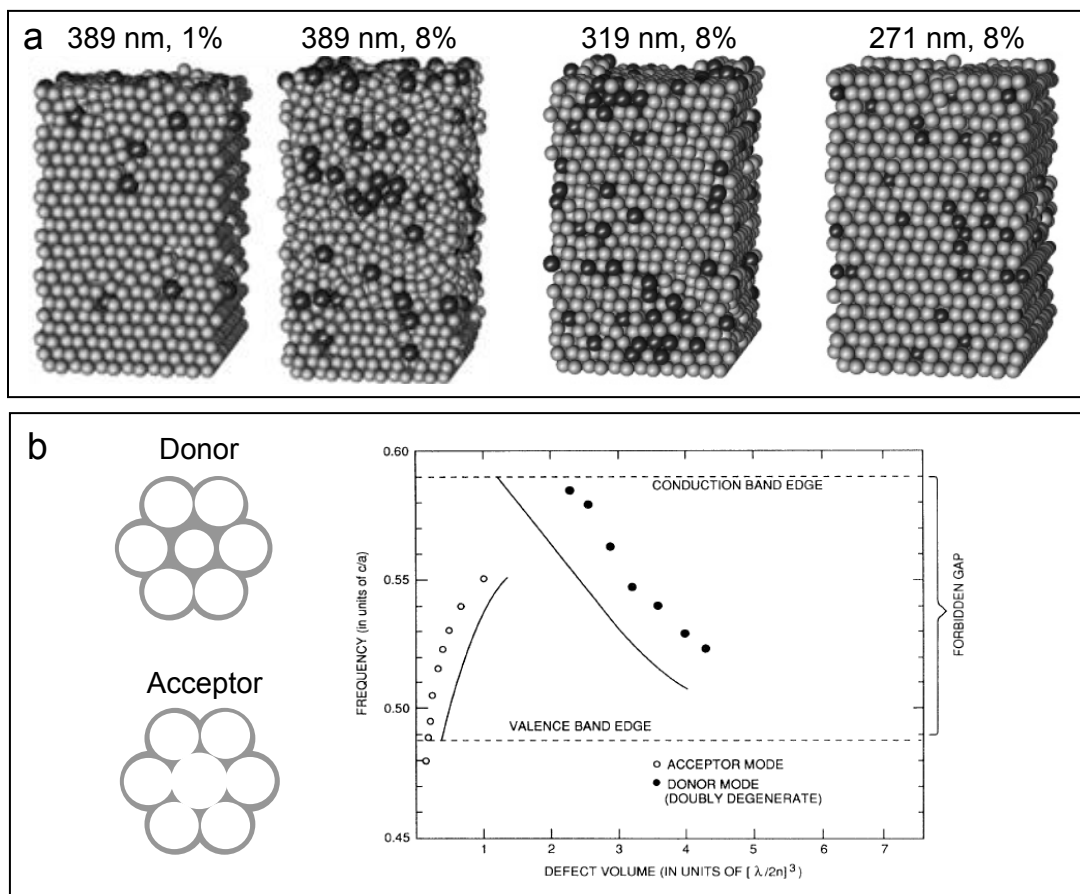 a
389 nm, 1%
389 nm, 8%
319 nm, 8%
271 nm, 8%
b
Donor
Acceptor
FREQUENCY (in units of c/a)
0.60
0.55
0.50
0.45
CONDUCTION BAND EDGE
VALENCE BAND EDGE
ACCEPTOR MODE
DONOR MODE
(DOUBLY DEGENERATE)
FORBIDDEN GAP
1 2 3 4 5 6 7
DEFECT VOLUME (IN UNITS OF [λ/2n]³)